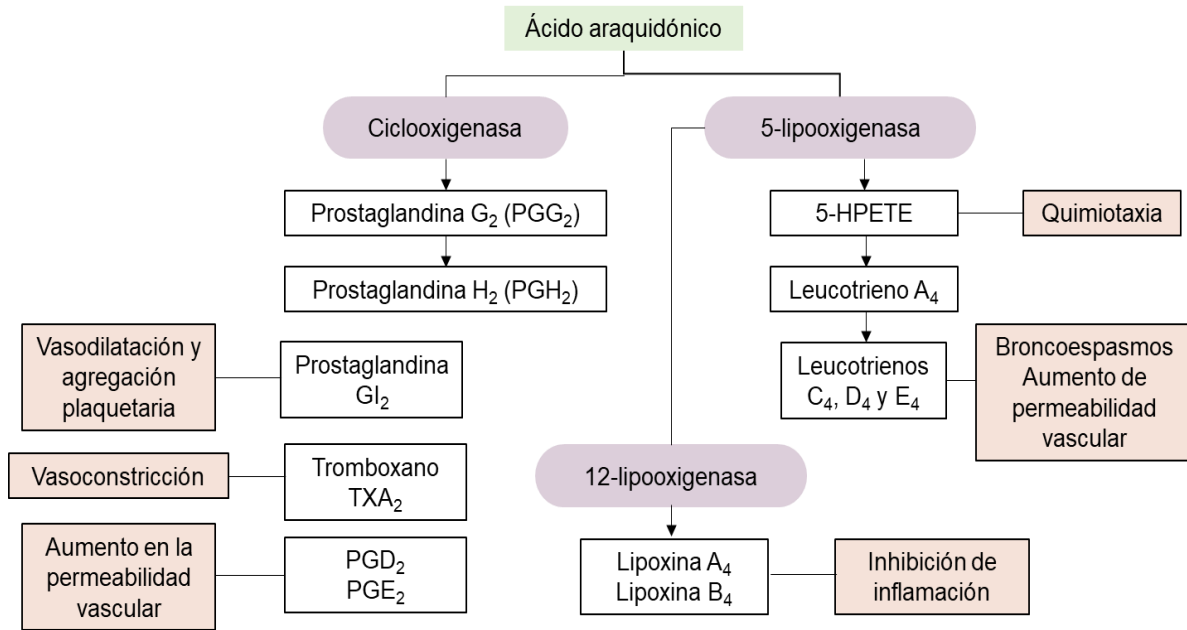 Ácido araquidónico
Ciclooxigenasa
5-lipooxigenasa
Prostaglandina G₂ (PGG₂)
5-HPETE
Quimiotaxia
Prostaglandina H₂ (PGH₂)
Leucotrieno A₄
Vasodilatación y
agregación
plaquetaria
Prostaglandina
GI₂
Leucotrienos
C₄, D₄ y E₄
Broncoespasmos
Aumento de
permeabilidad
vascular
Vasoconstricción
Tromboxano
TXA₂
12-lipooxigenasa
Aumento en la
permeabilidad
vascular
PGD₂
PGE₂
Lipoxina A₄
Lipoxina B₄
Inhibición de
inflamación